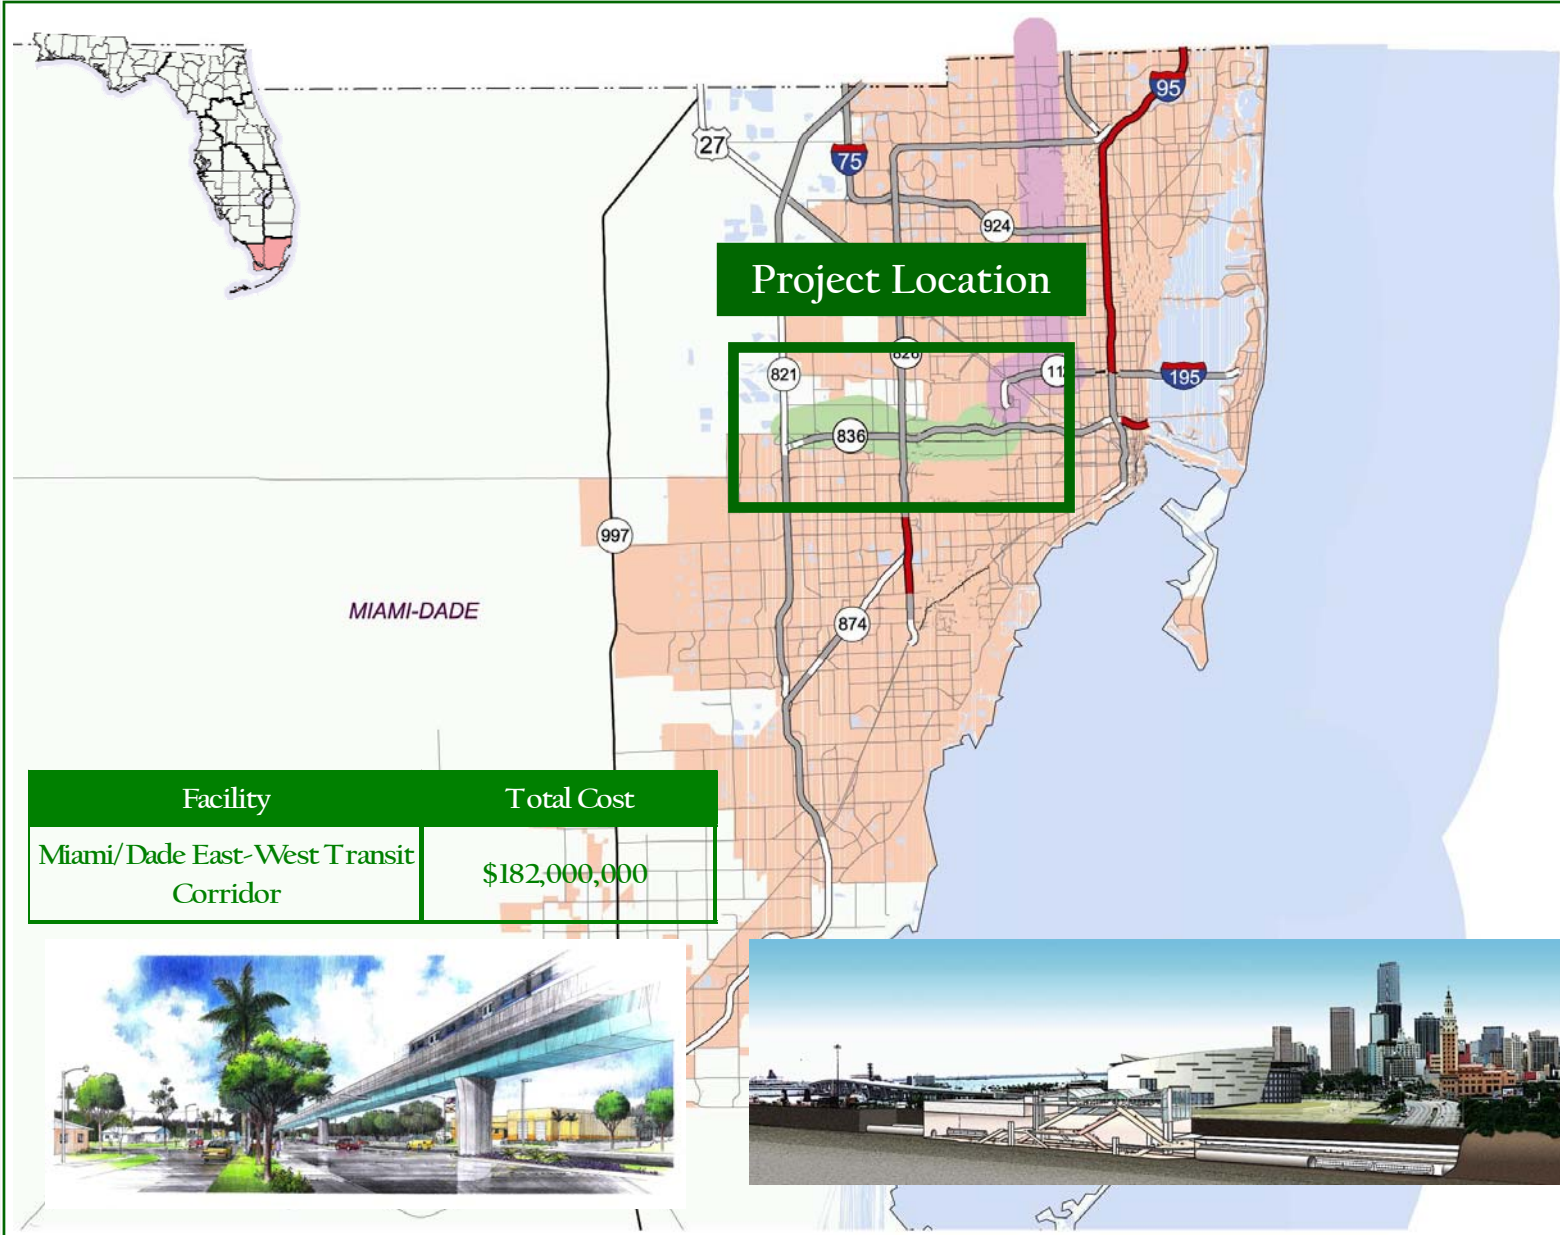 95
27
75
924
Project Location
826
821
112
195
836
997
MIAMI-DADE
874
Facility
Total Cost
Miami/Dade East-West Transit
Corridor
$182,000,000